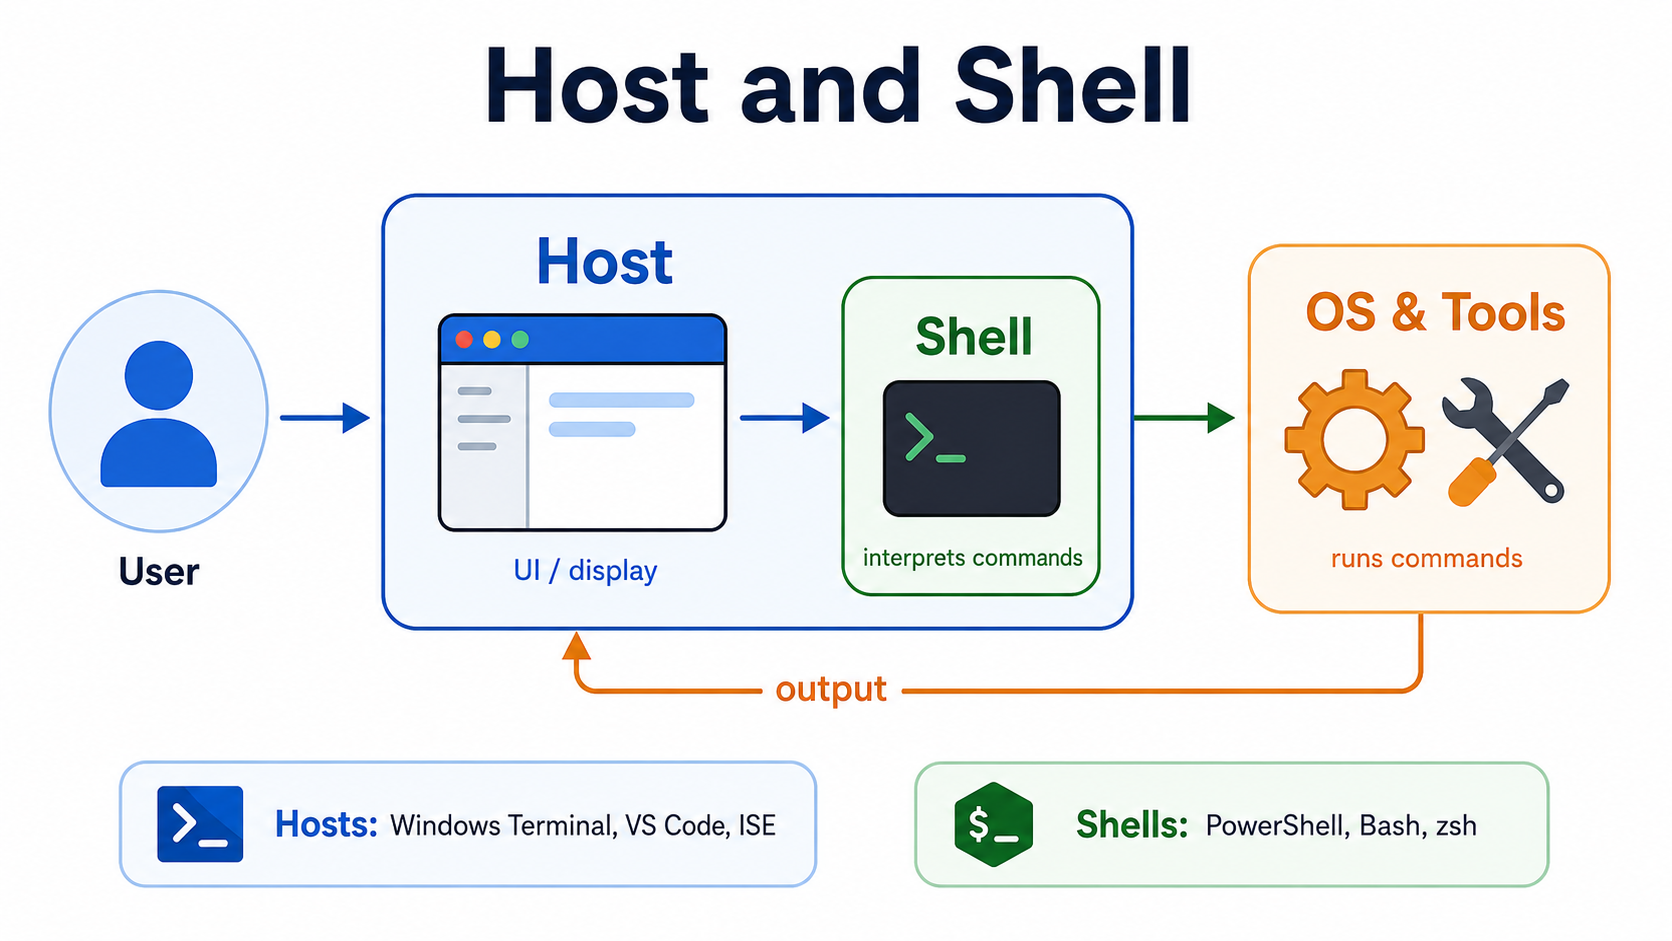 Host and Shell
Host
Shell
OS & Tools
>_
interprets commands
runs commands
UI / display
User
output
>_
Hosts: Windows Terminal, VS Code, ISE
$_
Shells: PowerShell, Bash, zsh